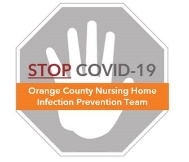 STOP COVID-19
Orange County Nursing Home
Infection Prevention Team